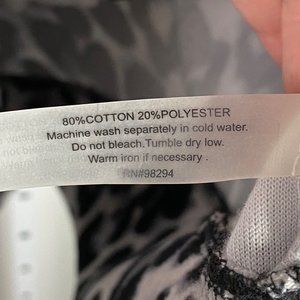 80%COTTON 20%POLYESTER
Machine wash separately in cold water.
Do not bleach.Tumble dry low.
Warm iron if necessary .
RN#98294